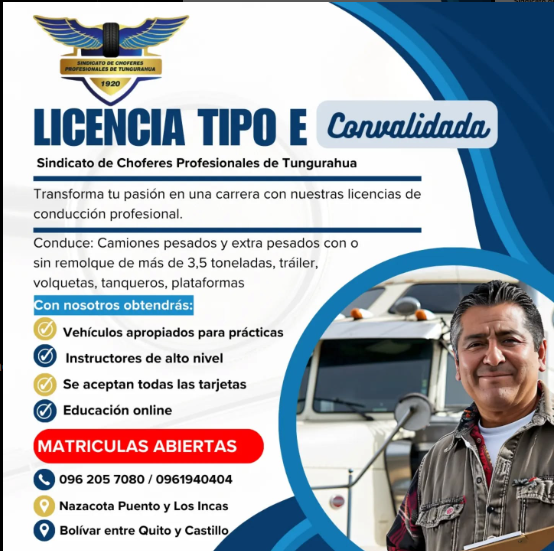 SINDICATO DE CHOFERES
PROFESIONALES DE TUNGURAHUA
1920
LICENCIA TIPO E Convalidada
Sindicato de Choferes Profesionales de Tungurahua
Transforma tu pasión en una carrera con nuestras licencias de
conducción profesional.
Conduce: Camiones pesados y extra pesados con o
sin remolque de más de 3,5 toneladas, tráiler,
volquetas, tanqueros, plataformas
Con nosotros obtendrás:
Vehículos apropiados para prácticas
Instructores de alto nivel
Se aceptan todas las tarjetas
Educación online
MATRICULAS ABIERTAS
096 205 7080 / 0961940404
Nazacota Puento y Los Incas
Bolívar entre Quito y Castillo